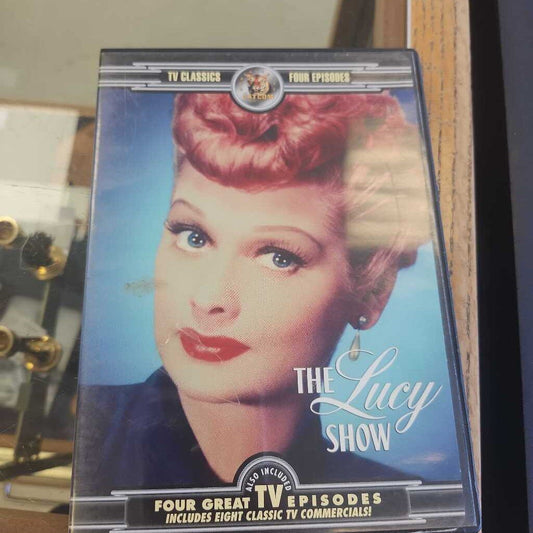 TV CLASSICS FOUR EPISODES
THE Lucy
SHOW
ALSO INCLUDED
FOUR GREAT TV EPISODES
INCLUDES EIGHT CLASSIC TV COMMERCIALS!